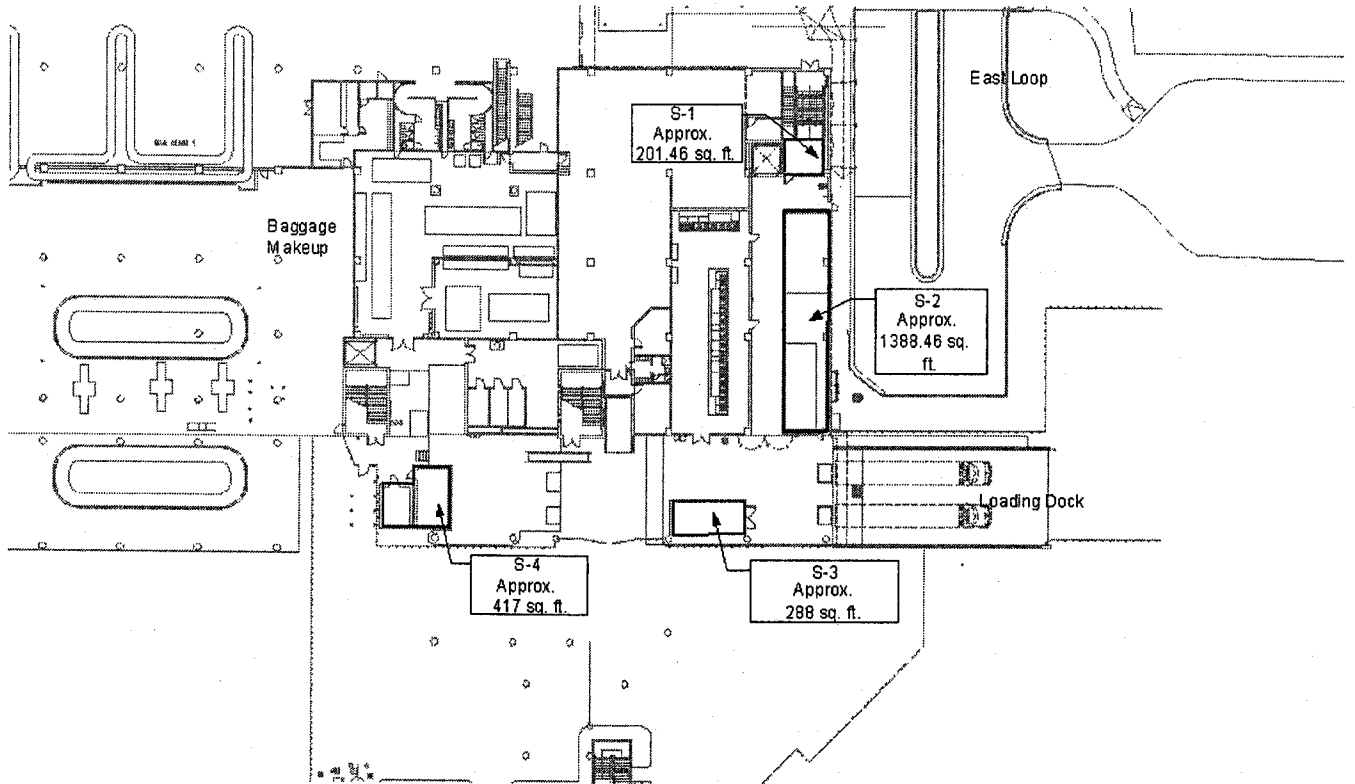 East Loop
S-1
Approx.
201.46 sq. ft.
Baggage
Makeup
S-2
Approx.
1388.46 sq.
ft.
Loading Dock
S-4
Approx.
417 sq. ft.
S-3
Approx.
288 sq. ft.